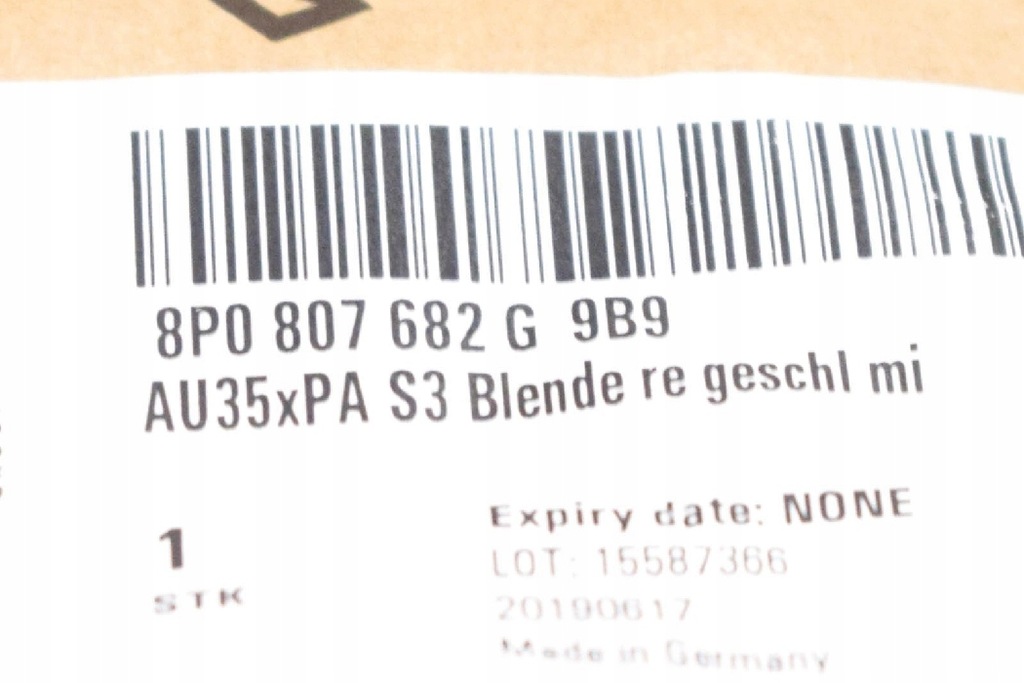 8P0 807 682 G 9B9
AU35xPA S3 Blende re geschl mi
1
STK
Expiry date: NONE
LOT: 15587366
20190617
Made in Germany